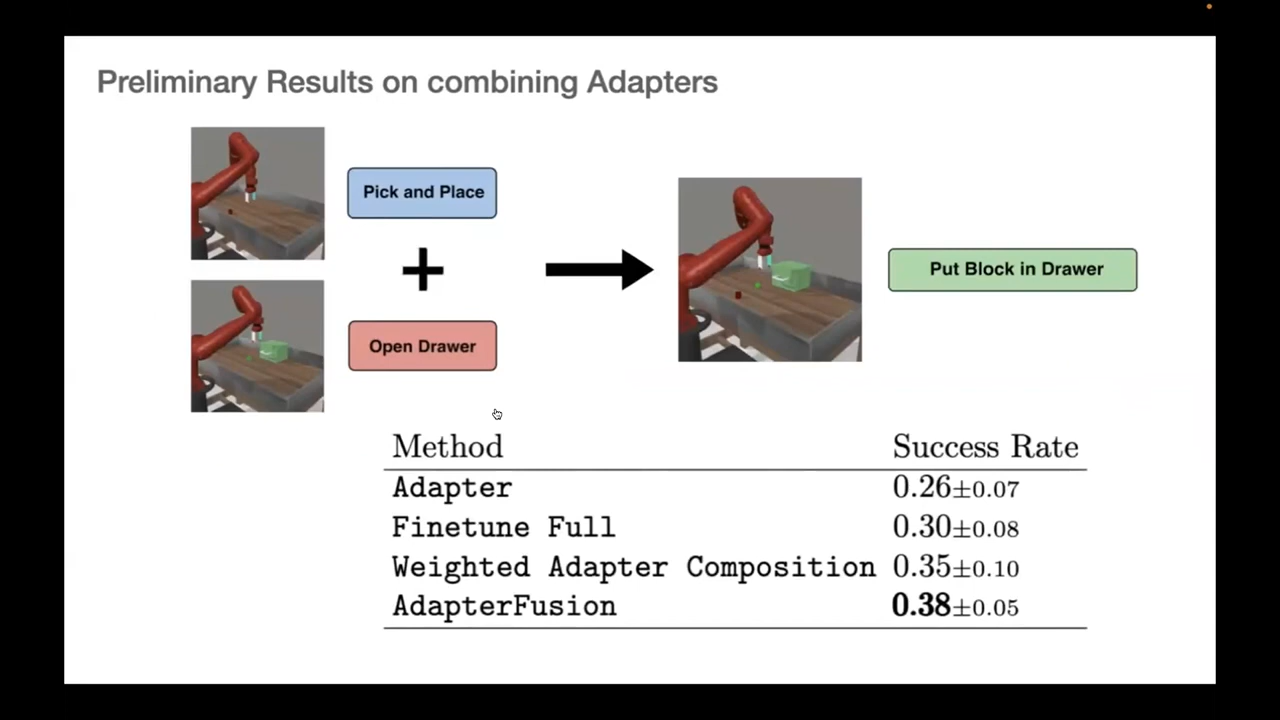 Preliminary Results on combining Adapters
Pick and Place
Open Drawer
Put Block in Drawer
Method Success Rate
Adapter 0.26±0.07
Finetune Full 0.30±0.08
Weighted Adapter Composition 0.35±0.10
AdapterFusion 0.38±0.05